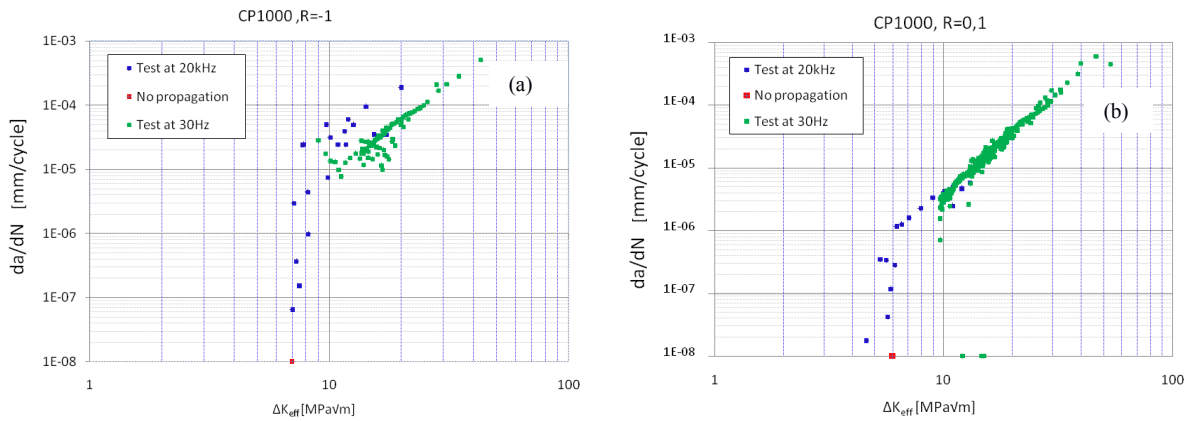 CP1000 ,R=-1
1E-03
1E-04
1E-05
1E-06
1E-07
1E-08
da/dN [mm/cycle]
Test at 20kHz
No propagation
Test at 30Hz
(a)
1
10
100
ΔKeff [MPa√m]
CP1000, R=0,1
1E-03
1E-04
1E-05
1E-06
1E-07
1E-08
da/dN [mm/cycle]
Test at 20kHz
No propagation
Test at 30Hz
(b)
1
10
100
ΔKeff [MPa√m]